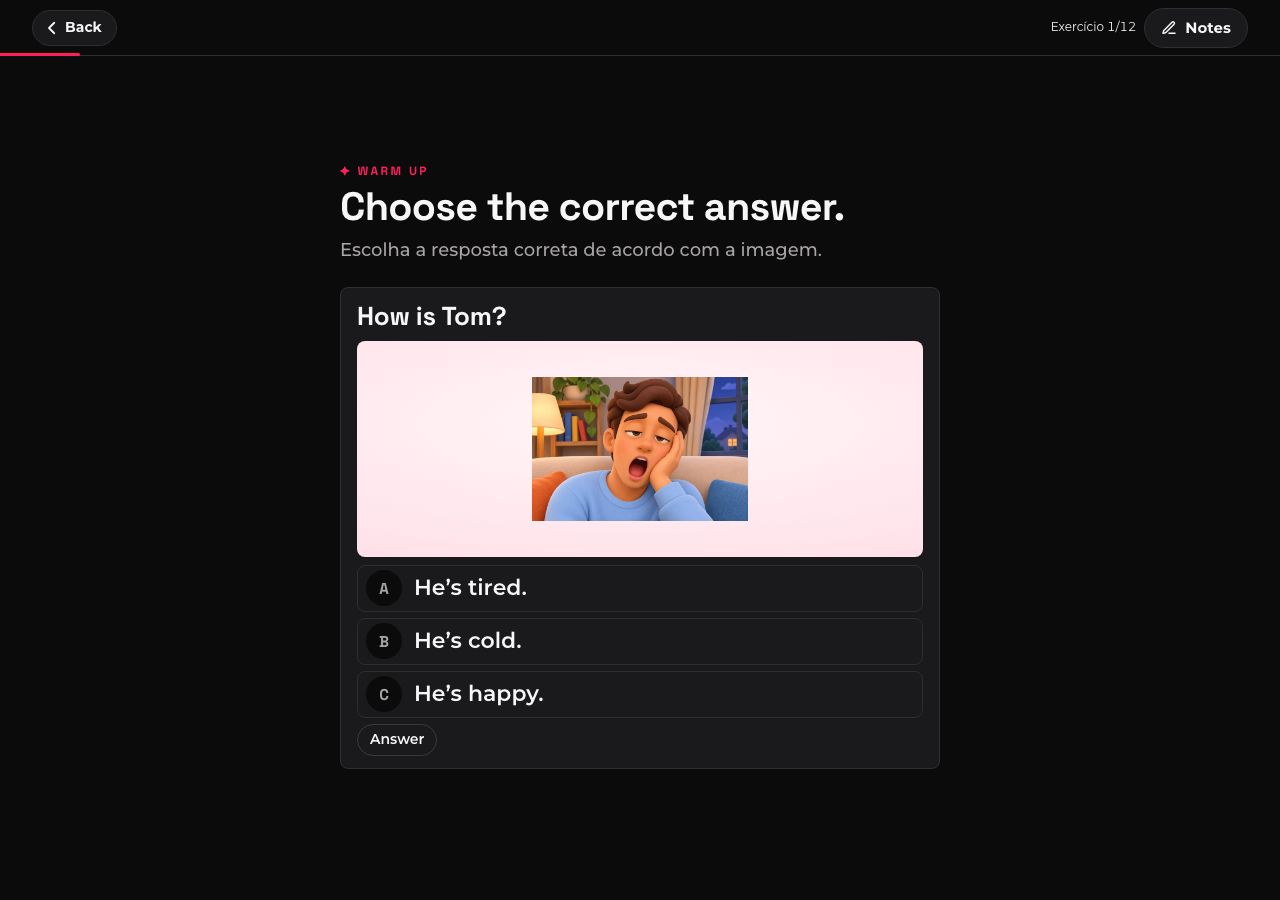 Back
Exercício 1/12
Notes
WARM UP
Choose the correct answer.
Escolha a resposta correta de acordo com a imagem.
How is Tom?
A He’s tired.
B He’s cold.
C He’s happy.
Answer